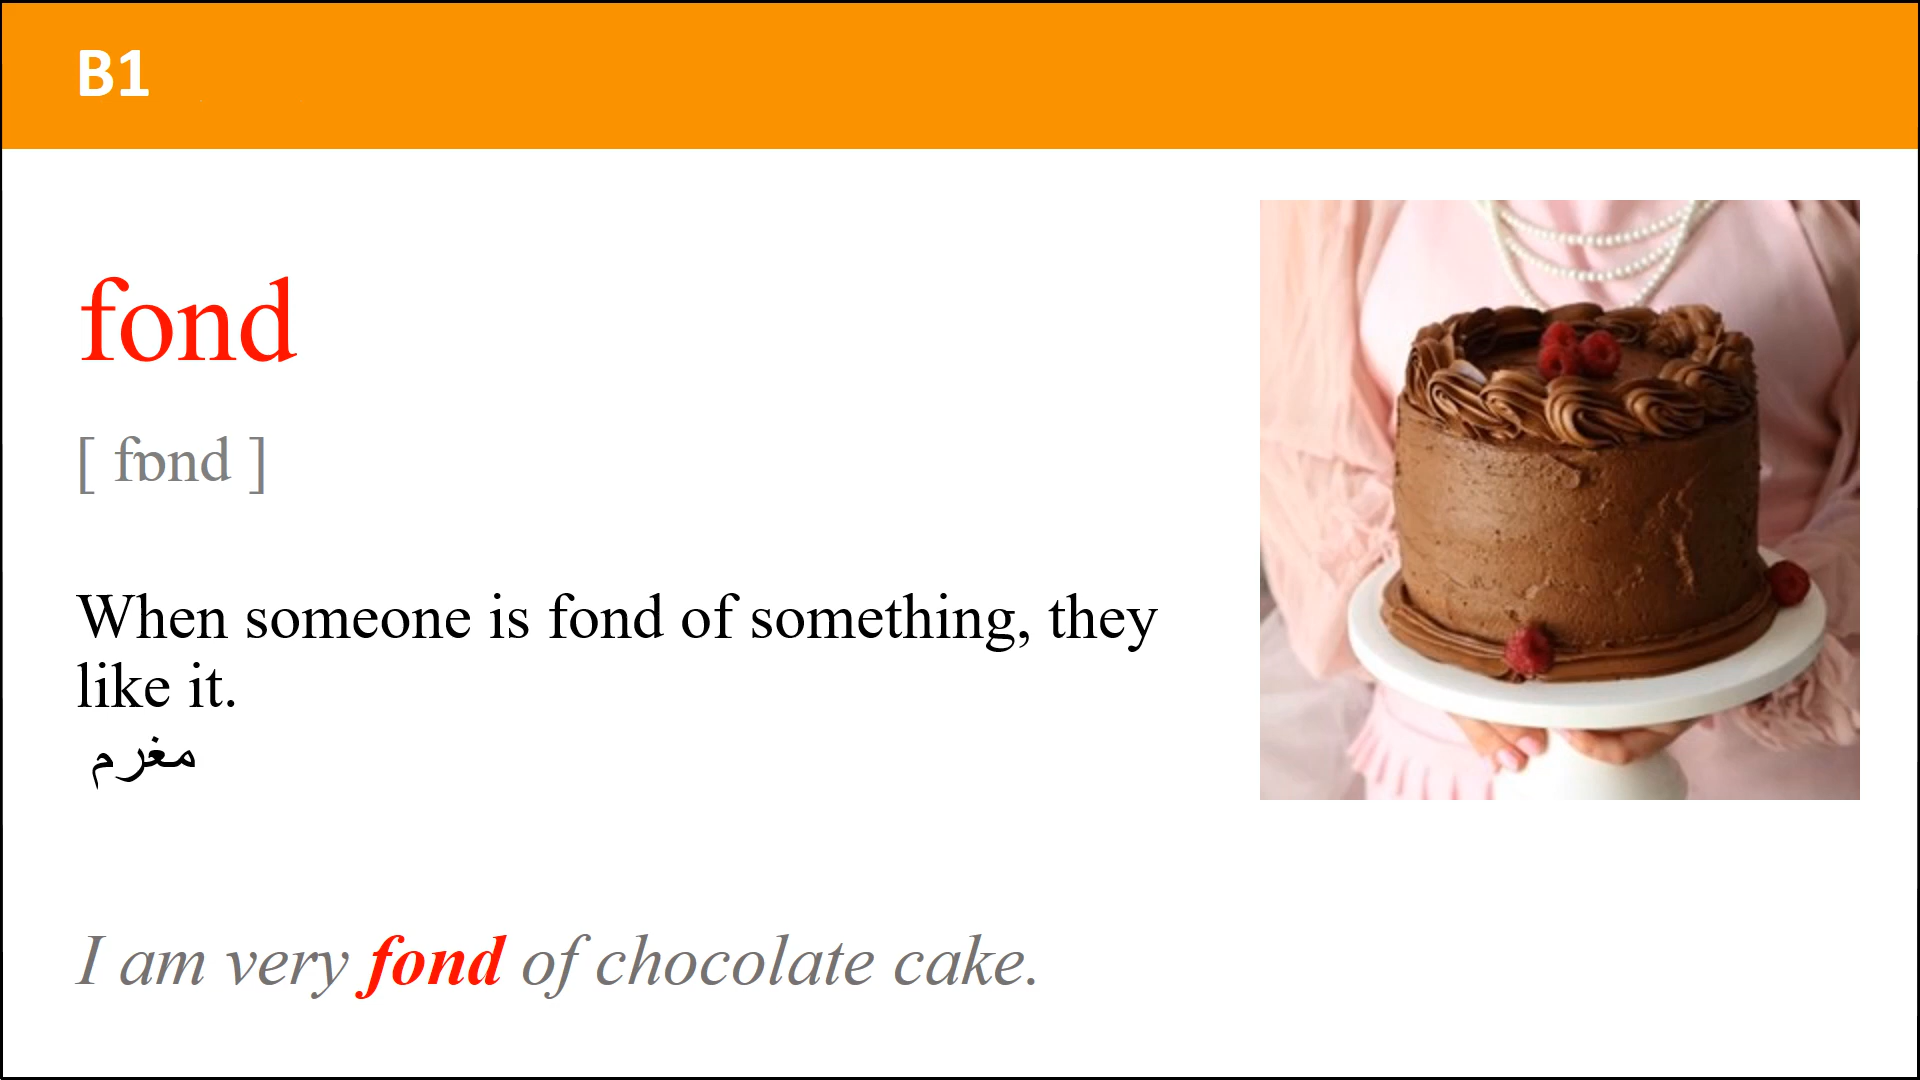 B1
fond
[ fɒnd ]
When someone is fond of something, they
like it.
مغرم
I am very fond of chocolate cake.